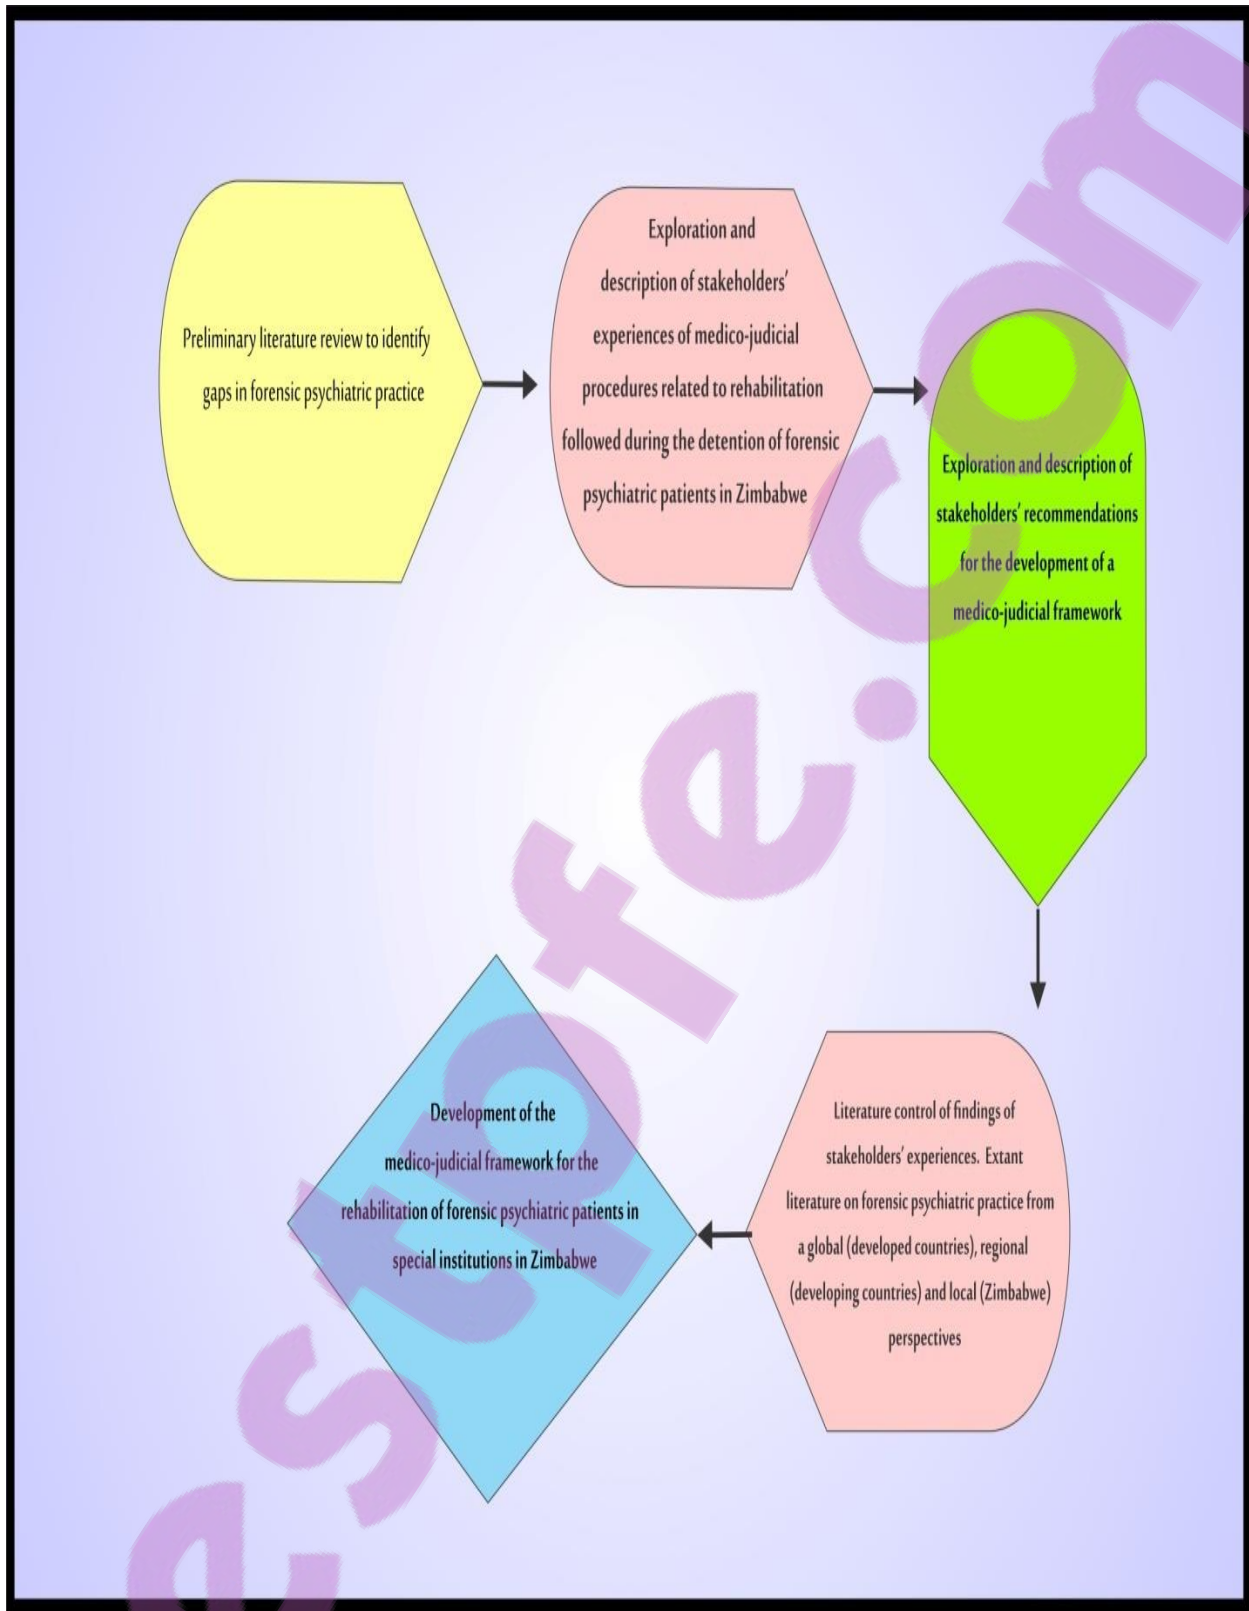 Preliminary literature review to identify
gaps in forensic psychiatric practice
Exploration and
description of stakeholders’
experiences of medico-judicial
procedures related to rehabilitation
followed during the detention of forensic
psychiatric patients in Zimbabwe
Exploration and description of
stakeholders’ recommendations
for the development of a
medico-judicial framework
Literature control of findings of
stakeholders’ experiences. Extant
literature on forensic psychiatric practice from
a global (developed countries), regional
(developing countries) and local (Zimbabwe)
perspectives
Development of the
medico-judicial framework for the
rehabilitation of forensic psychiatric patients in
special institutions in Zimbabwe
estpfe.com